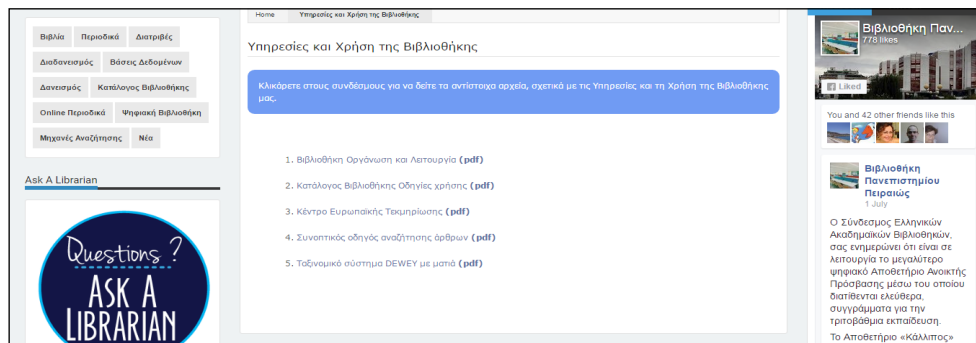 Βιβλία Περιοδικά Διατριβές
Διαδανεισμός Βάσεις Δεδομένων
Δανεισμός Κατάλογος Βιβλιοθήκης
Online Περιοδικά Ψηφιακή Βιβλιοθήκη
Μηχανές Αναζήτησης Νέα
Ask A Librarian
Questions ?
ASK A
LIBRARIAN
Home Υπηρεσίες και Χρήση της Βιβλιοθήκης
Υπηρεσίες και Χρήση της Βιβλιοθήκης
Κλικάρετε στους συνδέσμους για να δείτε τα αντίστοιχα αρχεία, σχετικά με τις Υπηρεσίες και τη Χρήση της Βιβλιοθήκης
μας.
1. Βιβλιοθήκη Οργάνωση και Λειτουργία (pdf)
2. Κατάλογος Βιβλιοθήκης Οδηγίες χρήσης (pdf)
3. Κέντρο Ευρωπαϊκής Τεκμηρίωσης (pdf)
4. Συνοπτικός οδηγός αναζήτησης άρθρων (pdf)
5. Ταξινομικό σύστημα DEWEY με ματιά (pdf)
Βιβλιοθήκη Παν...
778 likes
Liked
You and 42 other friends like this
Βιβλιοθήκη
Πανεπιστημίου
Πειραιώς
1 July
Ο Σύνδεσμος Ελληνικών
Ακαδημαϊκών Βιβλιοθηκών,
σας ενημερώνει ότι είναι σε
λειτουργία το μεγαλύτερο
ψηφιακό Αποθετήριο Ανοικτής
Πρόσβασης μέσω του οποίου
διατίθενται ελεύθερα,
συγγράμματα για την
τριτοβάθμια εκπαίδευση.
Το Αποθετήριο «Κάλλιπος»